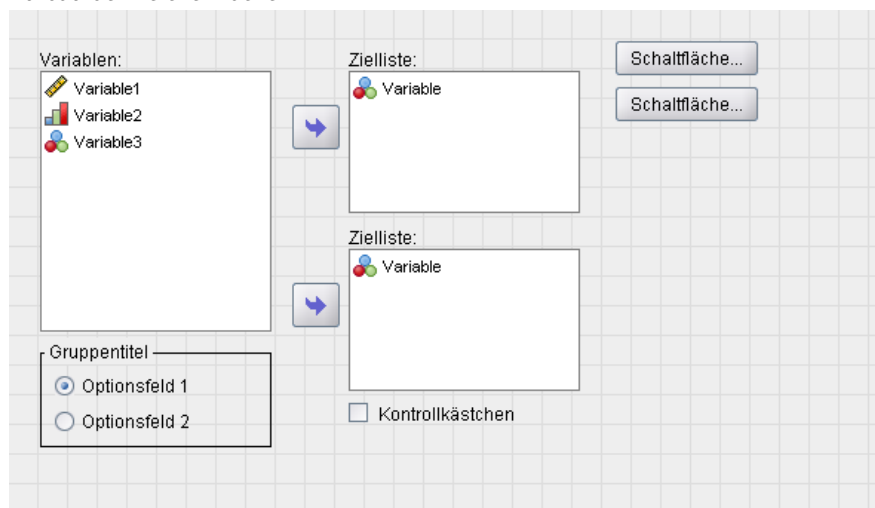 Variablen:
Variable1
Variable2
Variable3
Zielliste:
Variable
Zielliste:
Variable
Schaltfläche...
Schaltfläche...
Gruppentitel
Optionsfeld 1
Optionsfeld 2
Kontrollkästchen